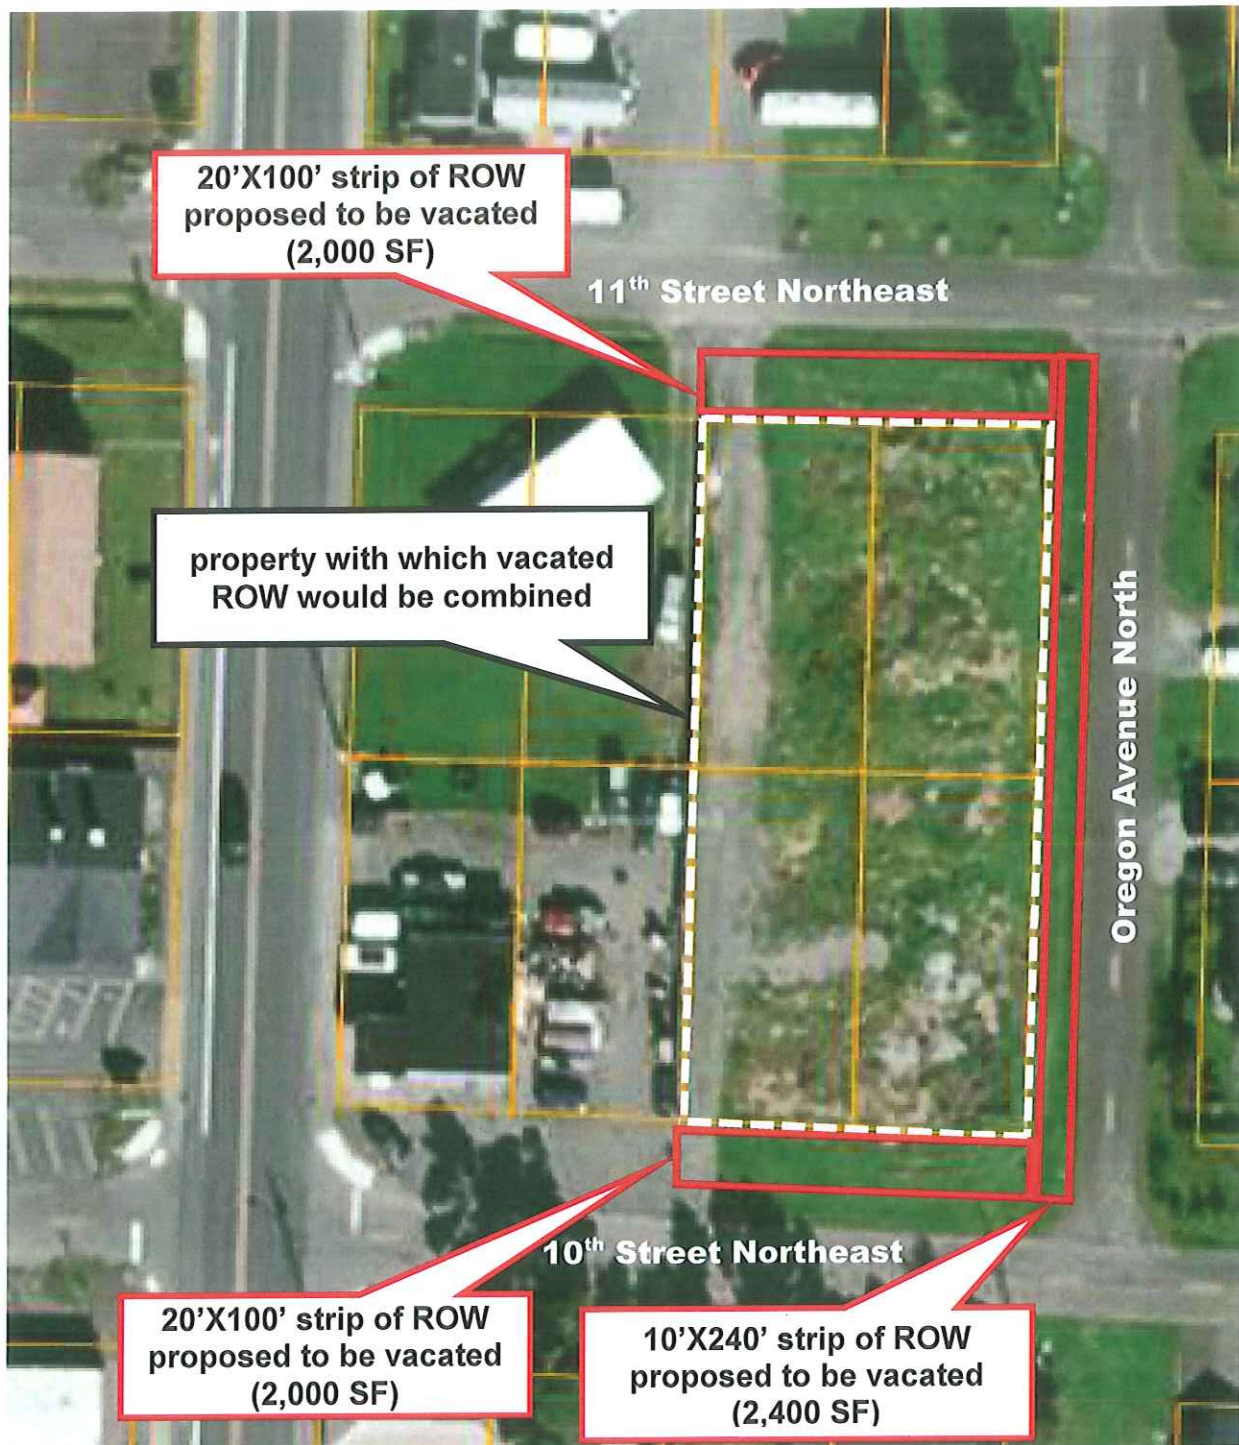 20’X100’ strip of ROW
proposed to be vacated
(2,000 SF)
11th Street Northeast
property with which vacated
ROW would be combined
Oregon Avenue North
10th Street Northeast
20’X100’ strip of ROW
proposed to be vacated
(2,000 SF)
10’X240’ strip of ROW
proposed to be vacated
(2,400 SF)